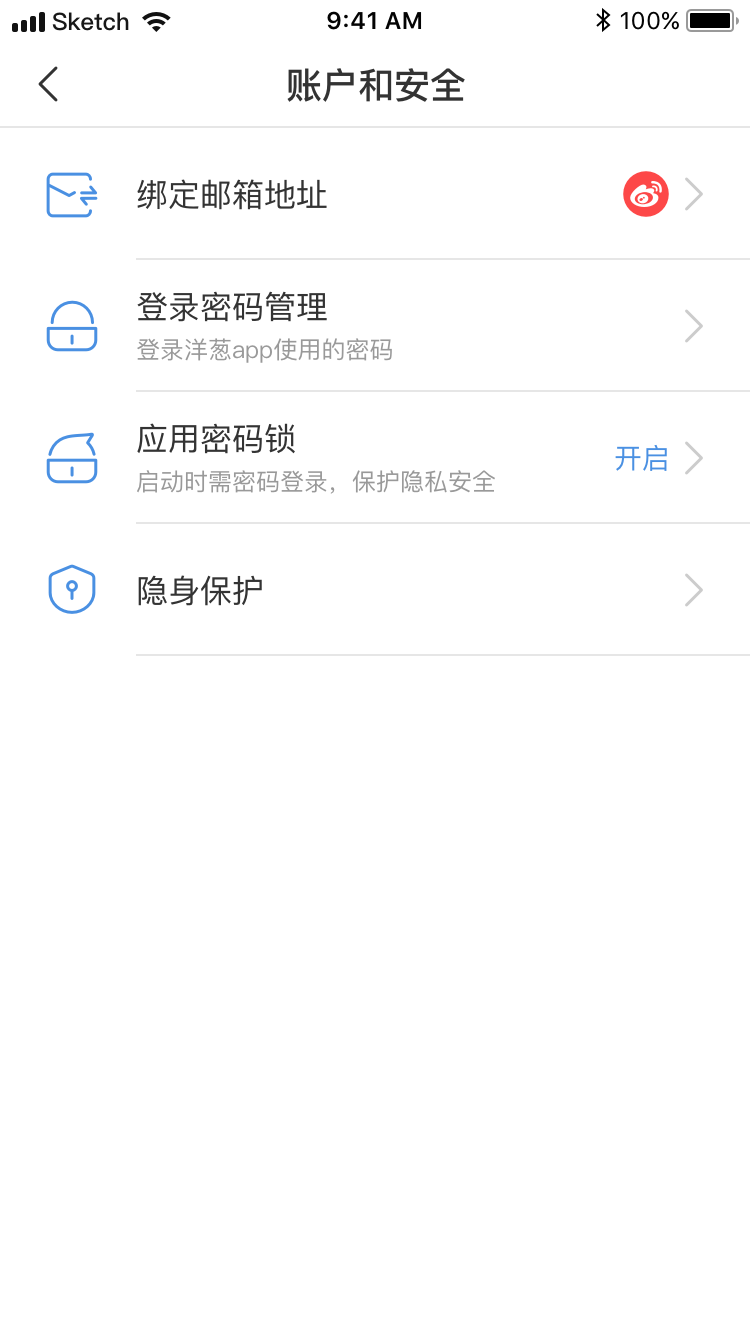 Sketch 9:41 AM 100%
账户和安全
绑定邮箱地址
登录密码管理
登录洋葱app使用的密码
应用密码锁
启动时需密码登录，保护隐私安全
开启
隐身保护